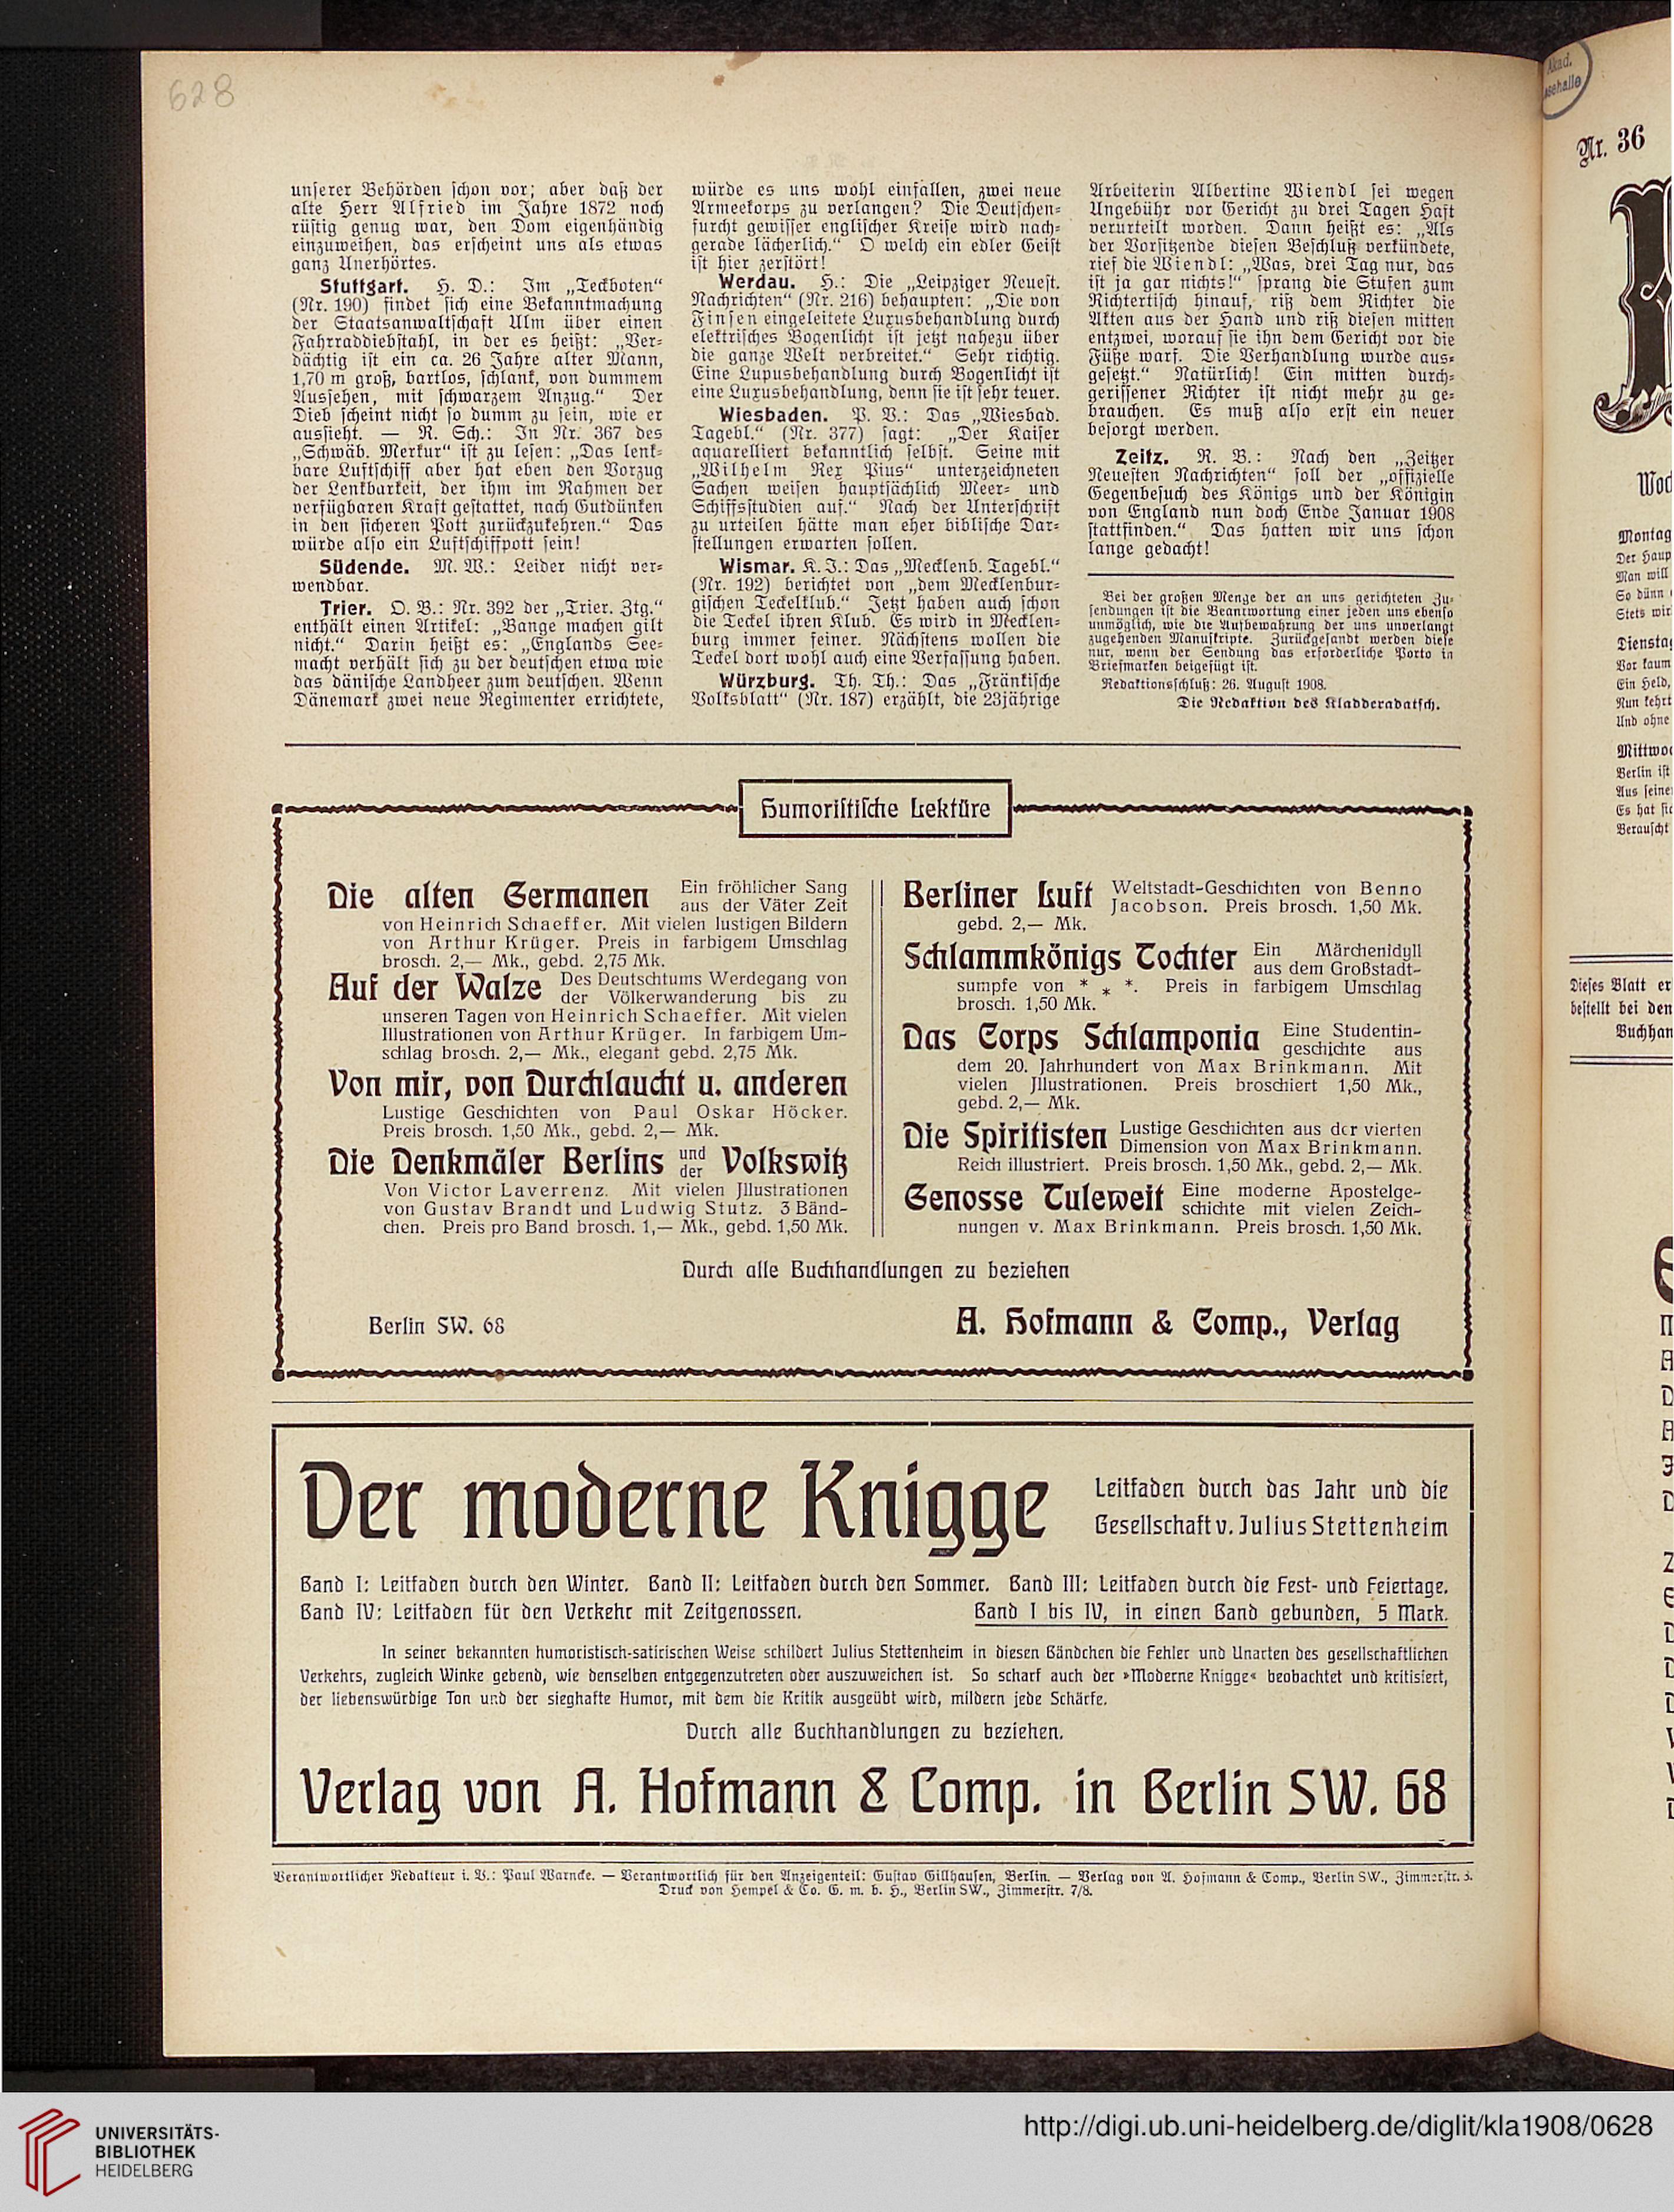 628
unserer Behörden schon vor; aber daß der
alte Herr Alfried im Jahre 1872 noch
rüstig genug war, den Dom eigenhändig
einzuweihen, das erscheint uns als etwas
ganz Unerhörtes.
Stuttgart. H. D.: Im „Teckboten“
(Nr. 190) findet sich eine Bekanntmachung
der Staatsanwaltschaft Ulm über einen
Fahrraddiebstahl, in der es heißt: „Ver-
dächtig ist ein ca. 26 Jahre alter Mann,
1,70 m groß, bartlos, schlank, von dummem
Aussehen, mit schwarzem Anzug.“ Der
Dieb scheint nicht so dumm zu sein, wie er
aussieht. — R. Sch.: In Nr. 367 des
„Schwäb. Merkur“ ist zu lesen: „Das lenk-
bare Luftschiff aber hat eben den Vorzug
der Lenkbarkeit, der ihm im Rahmen der
verfügbaren Kraft gestattet, nach Gutdünken
in den sicheren Pott zurückzukehren.“ Das
würde also ein Luftschiffpott sein!
Südende. M. W.: Leider nicht ver-
wendbar.
Trier. O. B.: Nr. 392 der „Trier. Ztg.“
enthält einen Artikel: „Bange machen gilt
nicht.“ Darin heißt es: „Englands See-
macht verhält sich zu der deutschen etwa wie
das dänische Landheer zum deutschen. Wenn
Dänemark zwei neue Regimenter errichtete,
würde es uns wohl einfallen, zwei neue
Armeekorps zu verlangen? Die Deutschen-
furcht gewisser englischer Kreise wird nach-
gerade lächerlich.“ O welch ein edler Geist
ist hier zerstört!
Werdau. H.: Die „Leipziger Neuest.
Nachrichten“ (Nr. 216) behaupten: „Die von
Finsen eingeleitete Luxusbehandlung durch
elektrisches Bogenlicht ist jetzt nahezu über
die ganze Welt verbreitet.“ Sehr richtig.
Eine Lupusbehandlung durch Bogenlicht ist
eine Luxusbehandlung, denn sie ist sehr teuer.
Wiesbaden. P. V.: Das „Wiesbad.
Tagebl.“ (Nr. 377) sagt: „Der Kaiser
aquarelliert bekanntlich selbst. Seine mit
„Wilhelm Rex Pius“ unterzeichneten
Sachen weisen hauptsächlich Meer- und
Schiffsstudien auf.“ Nach der Unterschrift
zu urteilen hätte man eher biblische Dar-
stellungen erwarten sollen.
Wismar. K. J.: Das „Mecklenb. Tagebl.“
(Nr. 192) berichtet von „dem Mecklenbur-
gischen Teckelklub.“ Jetzt haben auch schon
die Teckel ihren Klub. Es wird in Mecklen-
burg immer feiner. Nächstens wollen die
Teckel dort wohl auch eine Verfassung haben.
Würzburg. Th. Th.: Das „Fränkische
Volksblatt“ (Nr. 187) erzählt, die 23jährige
Arbeiterin Albertine Wiendl sei wegen
Ungebühr vor Gericht zu drei Tagen Haft
verurteilt worden. Dann heißt es: „Als
der Vorsitzende diesen Beschluß verkündete,
rief die Wiendl: „Was, drei Tag nur, das
ist ja gar nichts!“ sprang die Stufen zum
Richtertisch hinauf, riß dem Richter die
Akten aus der Hand und riß diesen mitten
entzwei, worauf sie ihn dem Gericht vor die
Füße warf. Die Verhandlung wurde aus-
gesetzt.“ Natürlich! Ein mitten durch-
gerissener Richter ist nicht mehr zu ge-
brauchen. Es muß also erst ein neuer
besorgt werden.
Zeitz. R. B.: Nach den „Zeitzer
Neuesten Nachrichten“ soll der „offizielle
Gegenbesuch des Königs und der Königin
von England nun doch Ende Januar 1908
stattfinden.“ Das hatten wir uns schon
lange gedacht!
Bei der großen Menge der an uns gerichteten Zu-
sendungen ist die Beantwortung einer jeden uns ebenso
unmöglich, wie die Aufbewahrung der uns unverlangt
zugehenden Manuskripte. Zurückgesandt werden diese
nur, wenn der Sendung das erforderliche Porto in
Briefmarken beigefügt ist.
Redaktionsschluß: 26. August 1908.
Die Redaktion des Kladderadatsch.
Humoristische Lektüre
Die alten Germanen Ein fröhlicher Sang
aus der Väter Zeit
von Heinrich Schaeffer. Mit vielen lustigen Bildern
von Arthur Krüger. Preis in farbigem Umschlag
brosch. 2,— Mk., gebd. 2,75 Mk.
Auf der Walze Des Deutschtums Werdegang von
der Völkerwanderung bis zu
unseren Tagen von Heinrich Schaeffer. Mit vielen
Illustrationen von Arthur Krüger. In farbigem Um-
schlag brosch. 2,— Mk., elegant gebd. 2,75 Mk.
Von mir, von Durchlaucht u. anderen
Lustige Geschichten von Paul Oskar Höcker.
Preis brosch. 1,50 Mk., gebd. 2,— Mk.
Die Denkmäler Berlins und der Volkswitz
Von Victor Laverrenz. Mit vielen Jllustrationen
von Gustav Brandt und Ludwig Stutz. 3 Bänd-
chen. Preis pro Band brosch. 1,— Mk., gebd. 1,50 Mk.
Berliner Luft Weltstadt-Geschichten von Benno
Jacobson. Preis brosch. 1,50 Mk.
gebd. 2,— Mk.
Schlammkönigs Tochter Ein Märchenidyll
aus dem Großstadt-
sumpfe von * * *. Preis in farbigem Umschlag
brosch. 1,50 Mk.
Das Corps Schlamponia Eine Studentin-
geschichte aus
dem 20. Jahrhundert von Max Brinkmann. Mit
vielen Jllustrationen. Preis broschiert 1,50 Mk.,
gebd. 2,— Mk.
Die Spiritisten Lustige Geschichten aus der vierten
Dimension von Max Brinkmann.
Reich illustriert. Preis brosch. 1,50 Mk., gebd. 2,— Mk.
Genosse Tuleweit Eine moderne Apostelge-
schichte mit vielen Zeich-
nungen v. Max Brinkmann. Preis brosch. 1,50 Mk.
Durch alle Buchhandlungen zu beziehen
Berlin SW. 68
A. Hofmann & Comp., Verlag
Der moderne Knigge
Leitfaden durch das Jahr und die
Gesellschaft v. Julius Stettenheim
Band I: Leitfaden durch den Winter. Band II: Leitfaden durch den Sommer. Band III: Leitfaden durch die Fest- und Feiertage.
Band IV: Leitfaden für den Verkehr mit Zeitgenossen. Band I bis IV, in einen Band gebunden, 5 Mark.
In seiner bekannten humoristisch-satirischen Weise schildert Julius Stettenheim in diesen Bändchen die Fehler und Unarten des gesellschaftlichen
Verkehrs, zugleich Winke gebend, wie denselben entgegenzutreten oder auszuweichen ist. So scharf auch der »Moderne Knigge« beobachtet und kritisiert,
der liebenswürdige Ton und der sieghafte Humor, mit dem die Kritik ausgeübt wird, mildern jede Schärfe.
Durch alle Buchhandlungen zu beziehen.
Verlag von A. Hofmann & Comp. in Berlin SW. 68
Verantwortlicher Redakteur i. V.: Paul Warncke. — Verantwortlich für den Anzeigenteil: Gustav Gillhausen, Berlin. — Verlag von A. Hofmann & Comp., Berlin SW., Zimmerstr. 8.
Druck von Hempel & Co. G. m. b. H., Berlin SW., Zimmerstr. 7/8.
Akad.
Nr. 36
Montag
Der Haup
Man will
So dünn
Stets wir
Dienstag
Vor kaum
Ein Held,
Nun kehrt
Und ohne
Mittwoc
Berlin ist
Aus seine
Es hat sic
Berauscht
Dieses Blatt er
bestellt bei den
Buchhan
UNIVERSITÄTS-
BIBLIOTHEK
HEIDELBERG
http://digi.ub.uni-heidelberg.de/diglit/kla1908/0628